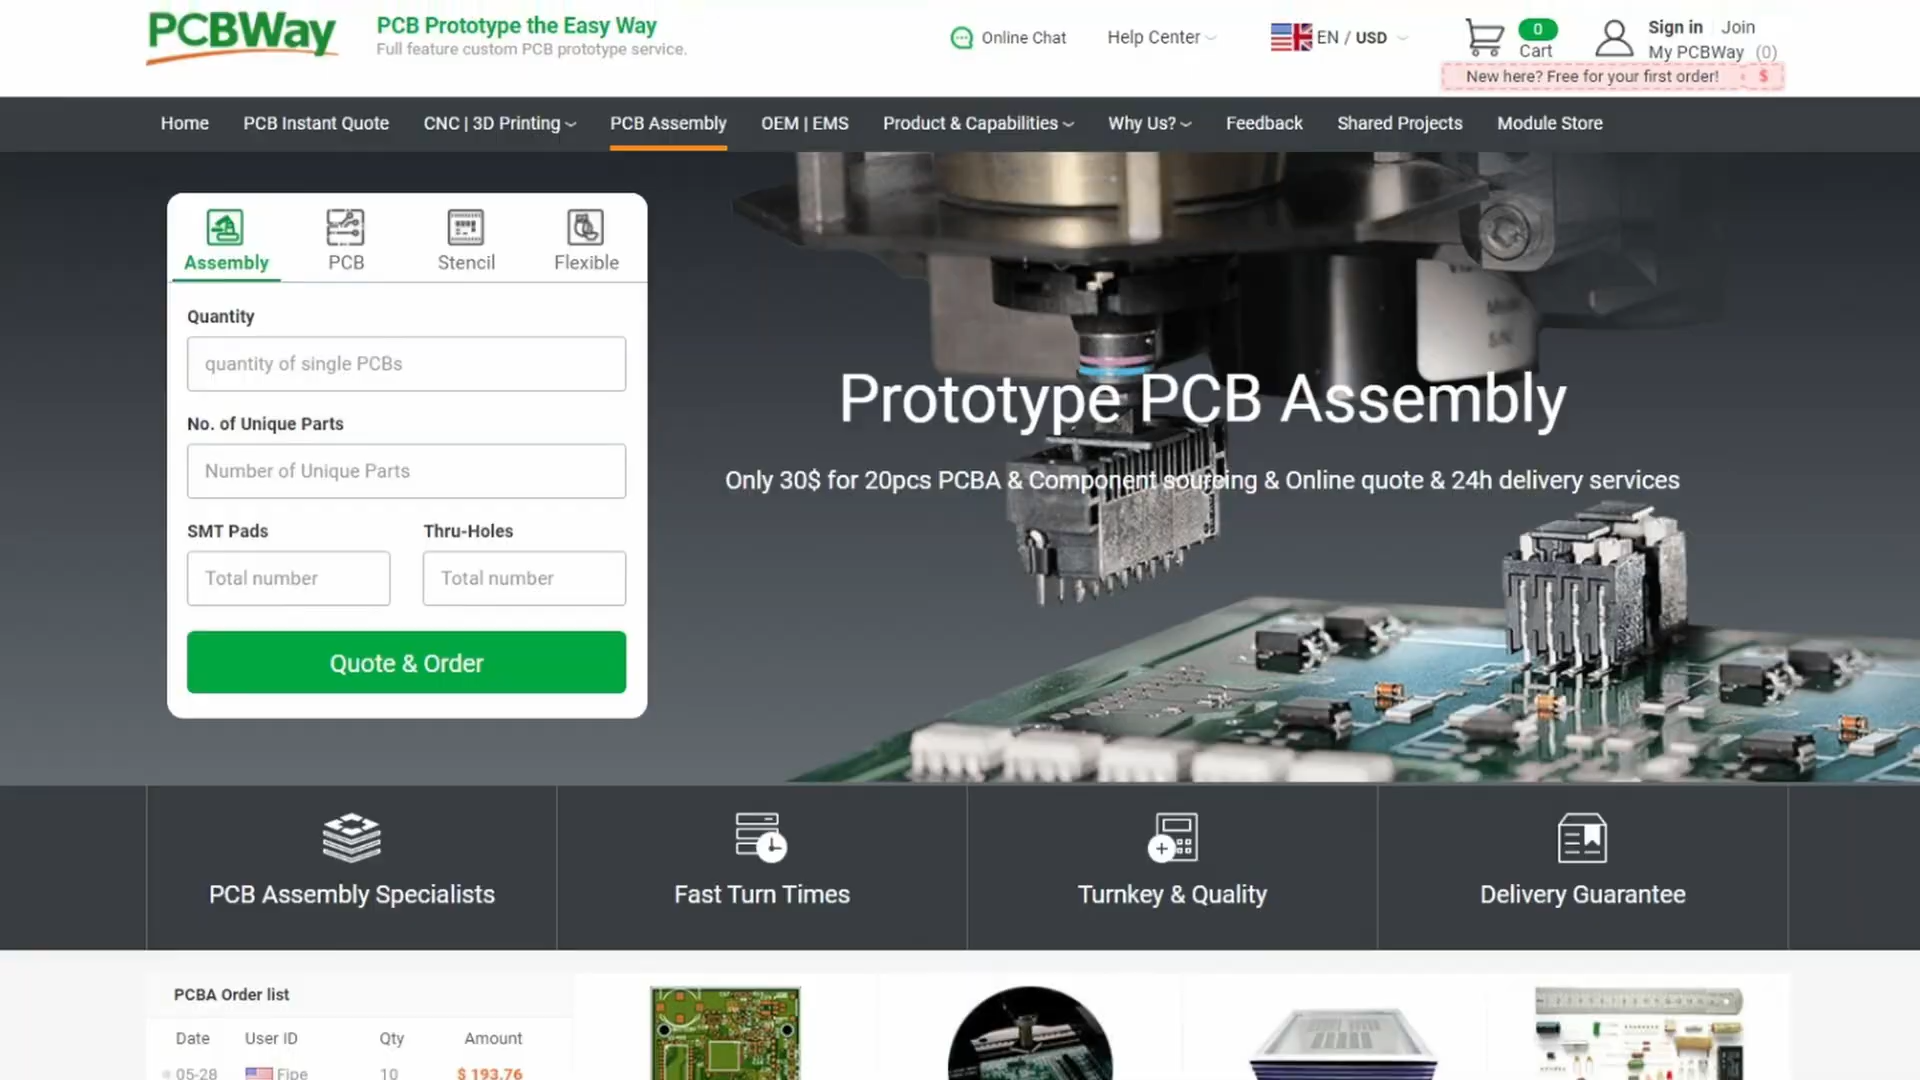 PCBWay
PCB Prototype the Easy Way
Full feature custom PCB prototype service.
Online Chat
Help Center
EN / USD
0
Cart
Sign in
Join
My PCBWay (0)
New here? Free for your first order!
$
Home
PCB Instant Quote
CNC | 3D Printing
PCB Assembly
OEM | EMS
Product & Capabilities
Why Us?
Feedback
Shared Projects
Module Store
Assembly
PCB
Stencil
Flexible
Quantity
quantity of single PCBs
No. of Unique Parts
Number of Unique Parts
SMT Pads
Thru-Holes
Total number
Total number
Quote & Order
Prototype PCB Assembly
Only 30$ for 20pcs PCBA & Component sourcing & Online quote & 24h delivery services
PCB Assembly Specialists
Fast Turn Times
Turnkey & Quality
Delivery Guarantee
PCBA Order list
Date User ID Qty Amount
05-28 Fipe 10 $ 193.76